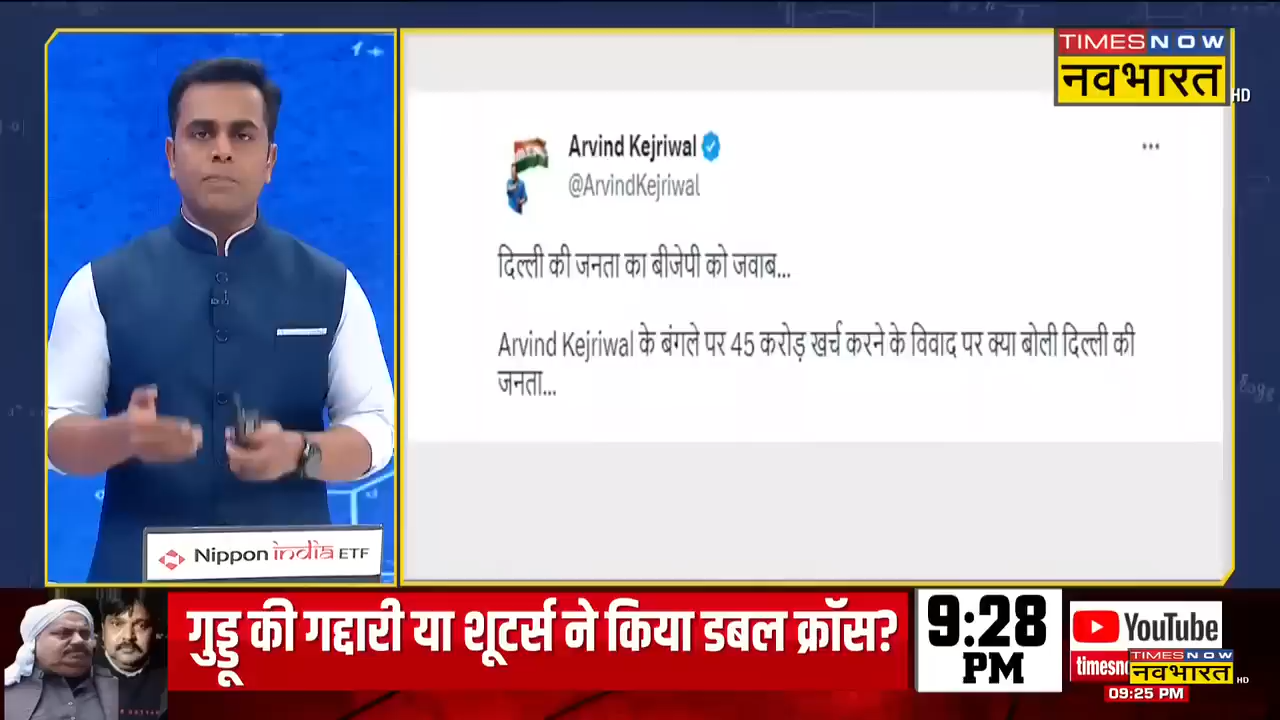 TIMES NOW
नवभारत
HD
Arvind Kejriwal
@ArvindKejriwal
दिल्ली की जनता का बीजेपी को जवाब...
Arvind Kejriwal के बंगले पर 45 करोड़ खर्च करने के विवाद पर क्या बोली दिल्ली की
जनता...
Nippon india ETF
गुड्डू की गद्दारी या शूटर्स ने किया डबल क्रॉस?
9:28
PM
YouTube
timesn
TIMES NOW
नवभारत
HD
09:25 PM